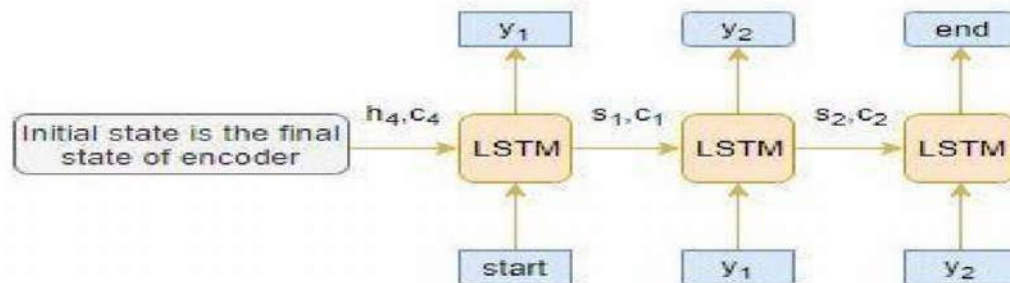 y₁ y₂ end
h₄,c₄ s₁,c₁ s₂,c₂
Initial state is the final
state of encoder
LSTM LSTM LSTM
start y₁ y₂